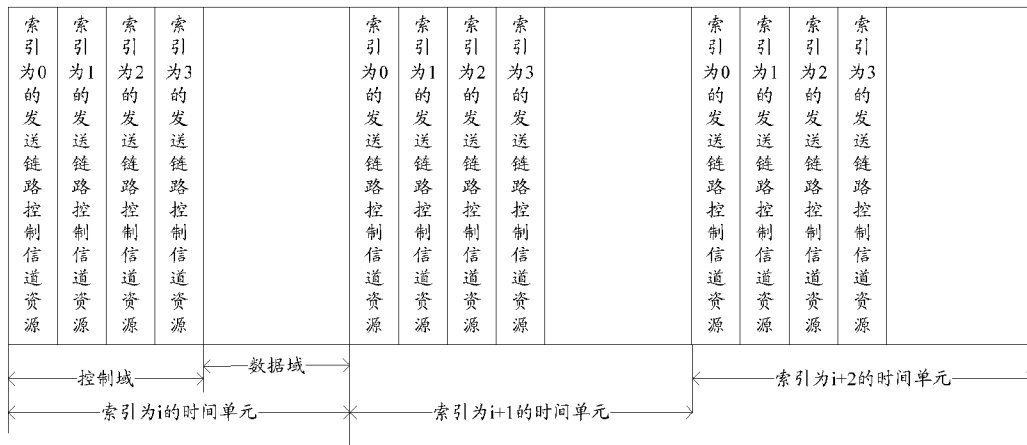 索引为0的发送链路控制信道资源
索引为1的发送链路控制信道资源
索引为2的发送链路控制信道资源
索引为3的发送链路控制信道资源
索引为0的发送链路控制信道资源
索引为1的发送链路控制信道资源
索引为2的发送链路控制信道资源
索引为3的发送链路控制信道资源
索引为0的发送链路控制信道资源
索引为1的发送链路控制信道资源
索引为2的发送链路控制信道资源
索引为3的发送链路控制信道资源
控制域
数据域
索引为i+2的时间单元
索引为i的时间单元
索引为i+1的时间单元